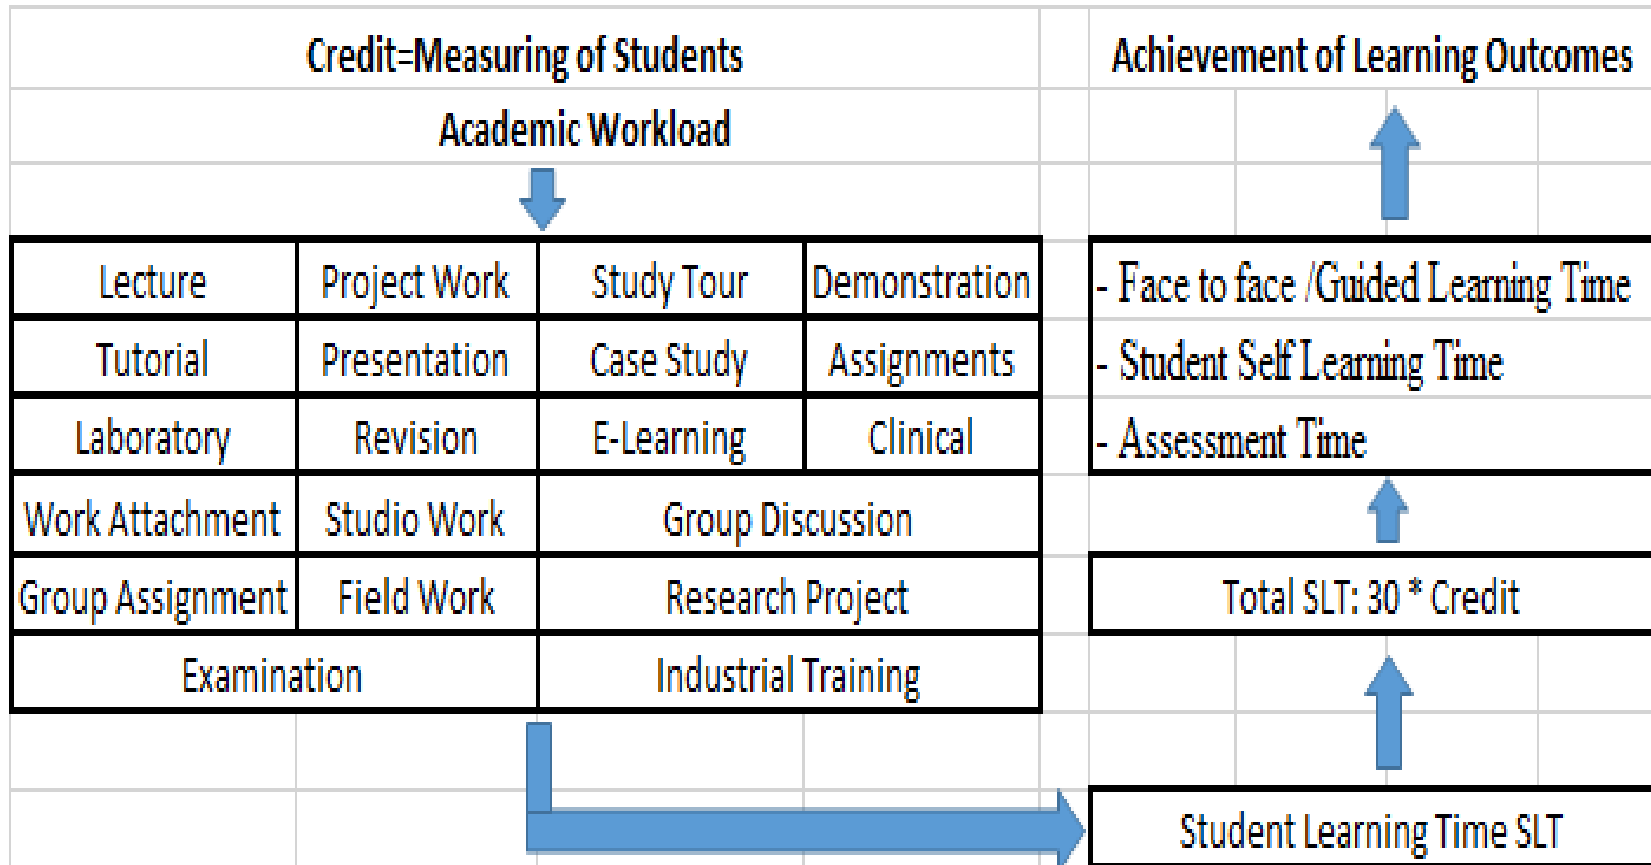 Credit=Measuring of Students
Academic Workload
Lecture
Project Work
Study Tour
Demonstration
Tutorial
Presentation
Case Study
Assignments
Laboratory
Revision
E-Learning
Clinical
Work Attachment
Studio Work
Group Discussion
Group Assignment
Field Work
Research Project
Examination
Industrial Training
Achievement of Learning Outcomes
- Face to face /Guided Learning Time
- Student Self Learning Time
- Assessment Time
Total SLT: 30 * Credit
Student Learning Time SLT